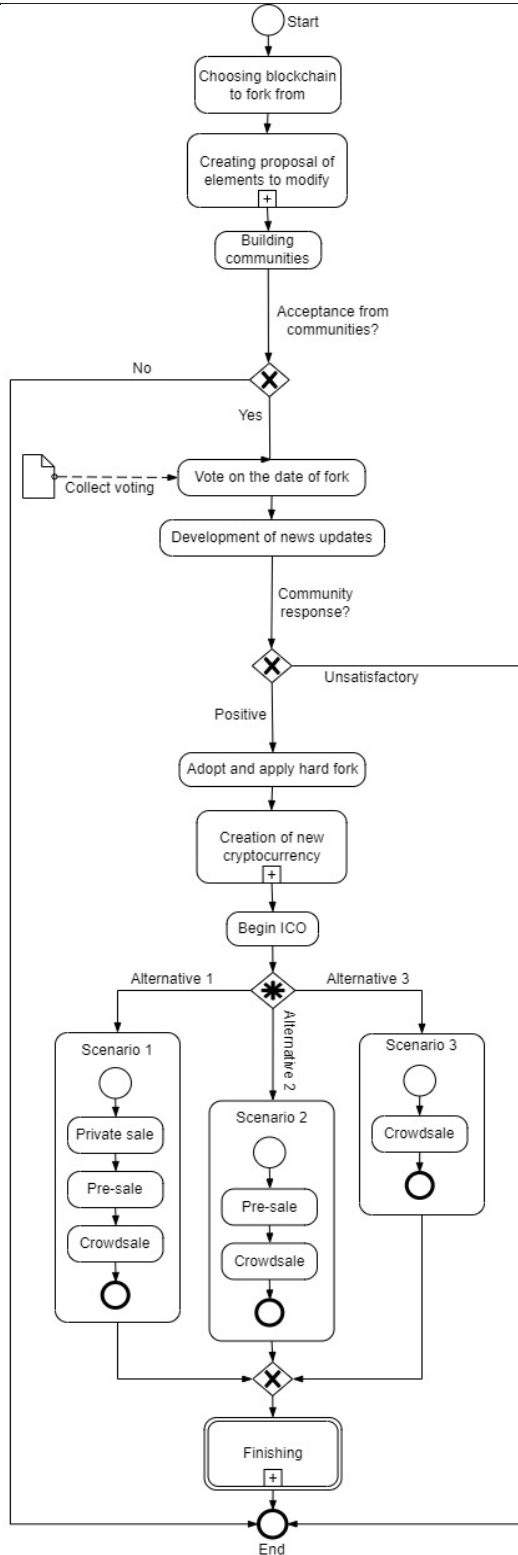 Start
Choosing blockchain
to fork from
Creating proposal of
elements to modify
+
Building
communities
Acceptance from
communities?
No
Yes
Vote on the date of fork
Collect voting
Development of news updates
Community
response?
Unsatisfactory
Positive
Adopt and apply hard fork
Creation of new
cryptocurrency
+
Begin ICO
Alternative 1
Alternative 2
Alternative 3
Scenario 1
Private sale
Pre-sale
Crowdsale
Scenario 2
Pre-sale
Crowdsale
Scenario 3
Crowdsale
Finishing
+
End